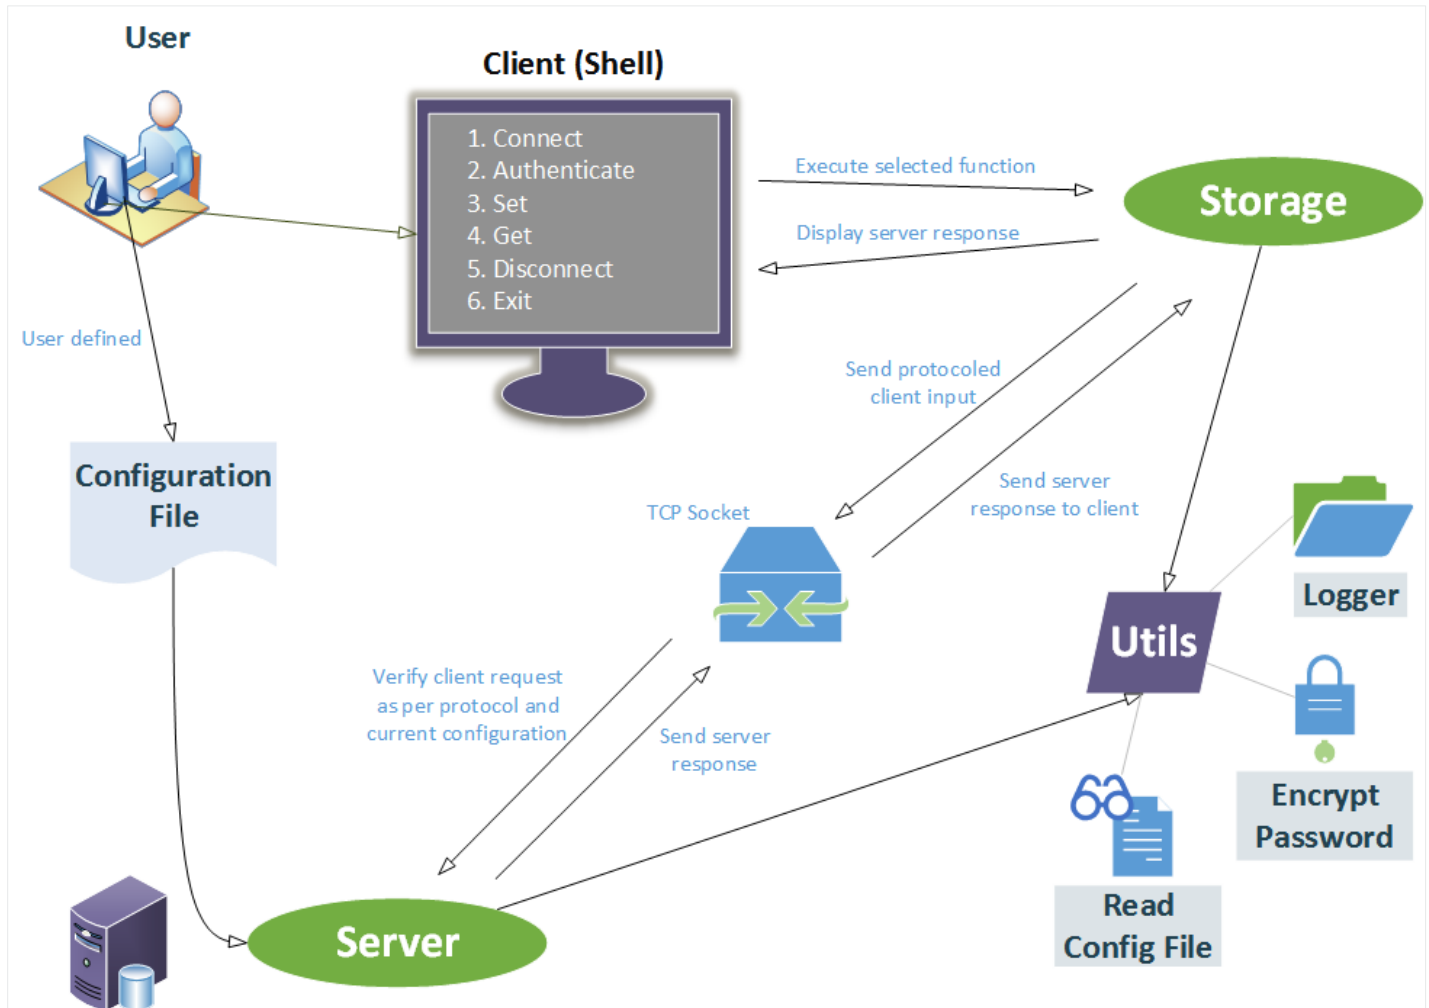 User
Client (Shell)
1. Connect
2. Authenticate
3. Set
4. Get
5. Disconnect
6. Exit
Execute selected function
Storage
Display server response
User defined
Send protocoled
client input
Configuration
File
Send server
response to client
TCP Socket
Logger
Utils
Verify client request
as per protocol and
current configuration
Send server
response
Encrypt
Password
Read
Config File
Server